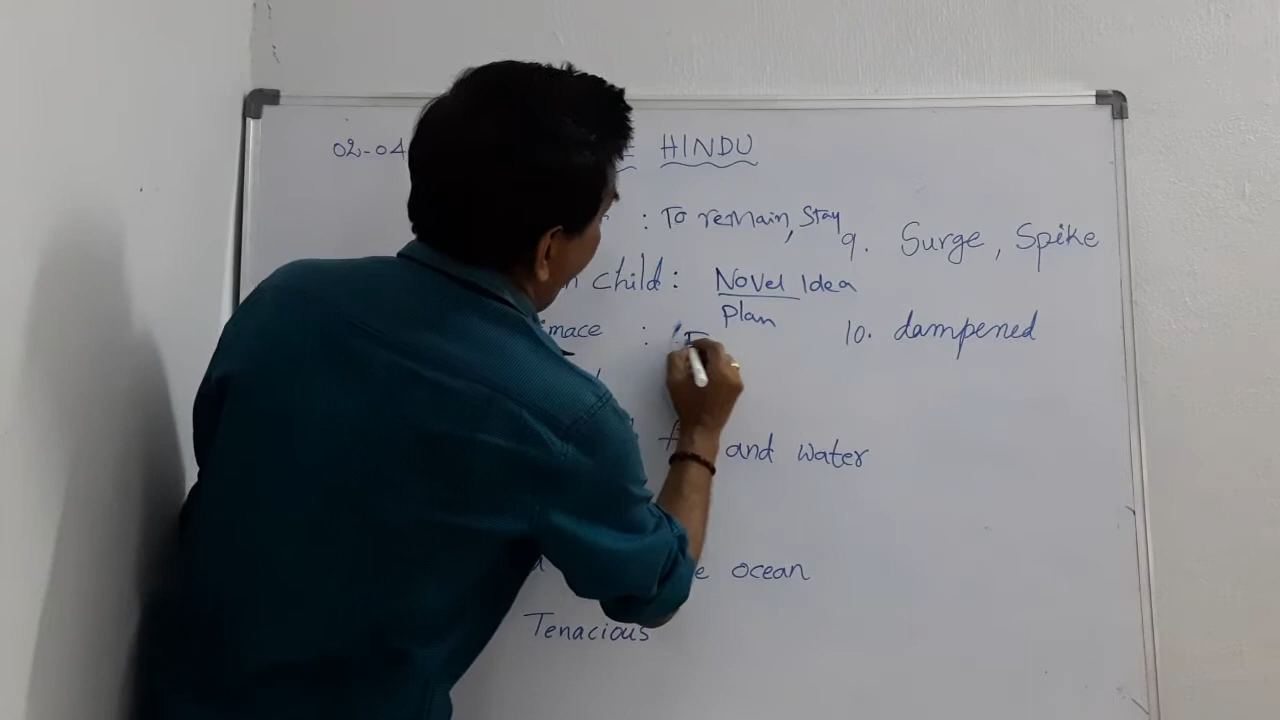 02-04 HINDU
: To remain, Stay
9. Surge, Spike
child : Novel Idea
Plan
mace :
10. dampened
and water
ocean
Tenacious